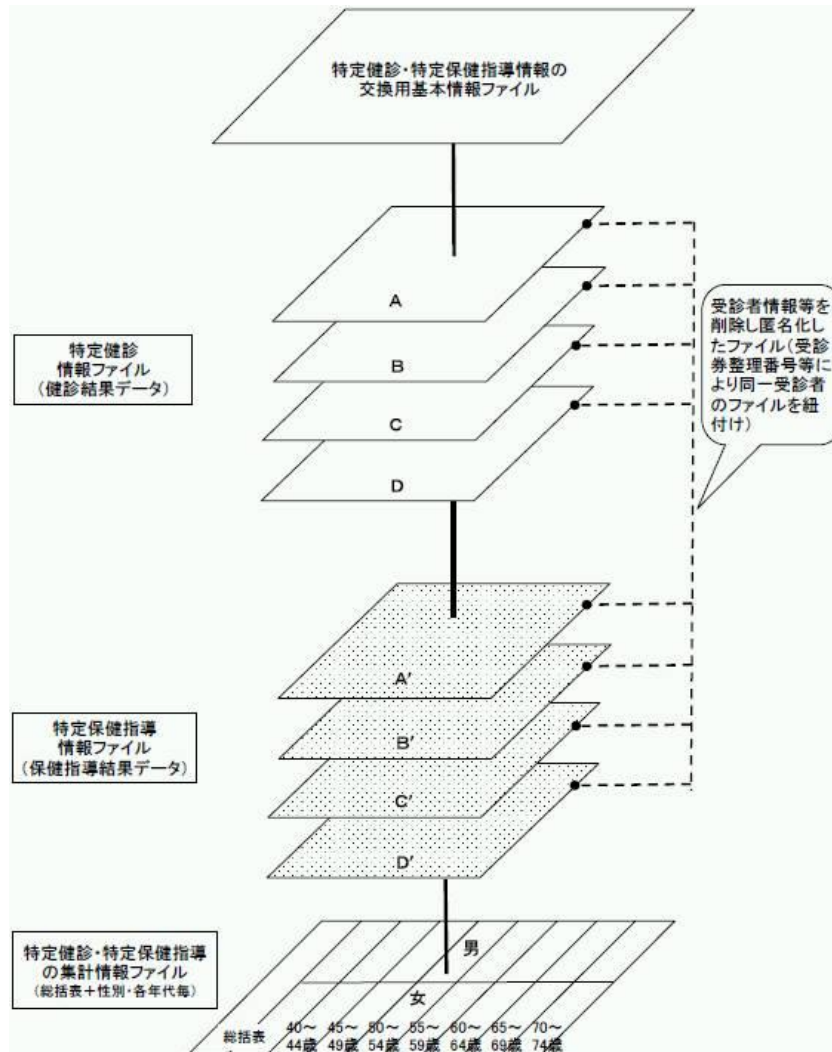 特定健診・特定保健指導情報の
交換用基本情報ファイル
A
B
C
D
特定健診
情報ファイル
(健診結果データ)
受診者情報等を
削除し匿名化し
たファイル(受診
券整理番号等に
より同一受診者
のファイルを紐
付け)
A'
B'
C'
D'
特定保健指導
情報ファイル
(保健指導結果データ)
特定健診・特定保健指導
の集計情報ファイル
(総括表+性別・各年代毎)
男
女
総括表
40～ 45～ 50～ 55～ 60～ 65～ 70～
44歳 49歳 54歳 59歳 64歳 69歳 74歳